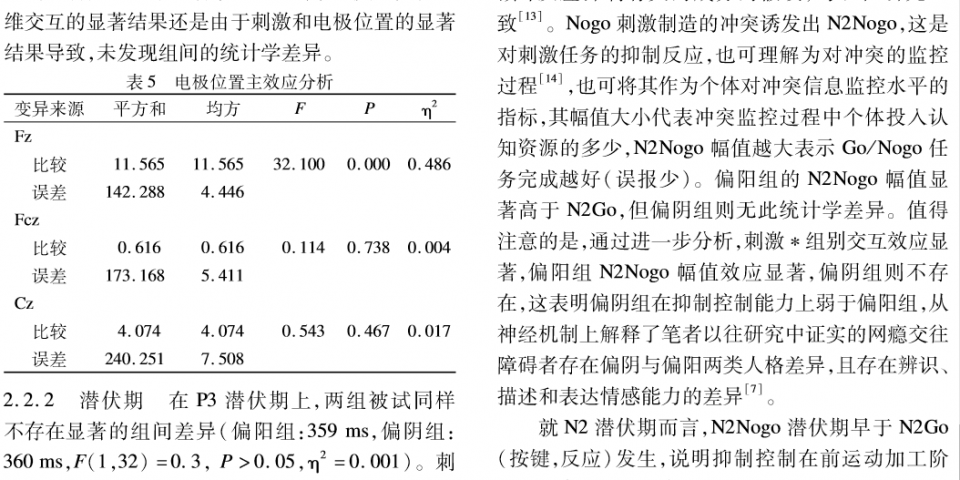 维交互的显著结果还是由于刺激和电极位置的显著
结果导致,未发现组间的统计学差异。
表 5 电极位置主效应分析
变异来源 平方和 均方 F P η²
Fz
比较 11.565 11.565 32.100 0.000 0.486
误差 142.288 4.446
Fcz
比较 0.616 0.616 0.114 0.738 0.004
误差 173.168 5.411
Cz
比较 4.074 4.074 0.543 0.467 0.017
误差 240.251 7.508
2.2.2 潜伏期 在 P3 潜伏期上,两组被试同样
不存在显著的组间差异(偏阳组:359 ms,偏阴组:
360 ms,F(1,32) =0.3, P>0.05,η²=0.001)。刺
致[13]。Nogo 刺激制造的冲突诱发出 N2Nogo,这是
对刺激任务的抑制反应,也可理解为对冲突的监控
过程[14],也可将其作为个体对冲突信息监控水平的
指标,其幅值大小代表冲突监控过程中个体投入认
知资源的多少,N2Nogo 幅值越大表示 Go/Nogo 任
务完成越好(误报少)。偏阳组的 N2Nogo 幅值显
著高于 N2Go,但偏阴组则无此统计学差异。值得
注意的是,通过进一步分析,刺激 * 组别交互效应显
著,偏阳组 N2Nogo 幅值效应显著,偏阴组则不存
在,这表明偏阴组在抑制控制能力上弱于偏阳组,从
神经机制上解释了笔者以往研究中证实的网瘾交往
障碍者存在偏阴与偏阳两类人格差异,且存在辨识、
描述和表达情感能力的差异[7]。
就 N2 潜伏期而言,N2Nogo 潜伏期早于 N2Go
(按键,反应)发生,说明抑制控制在前运动加工阶